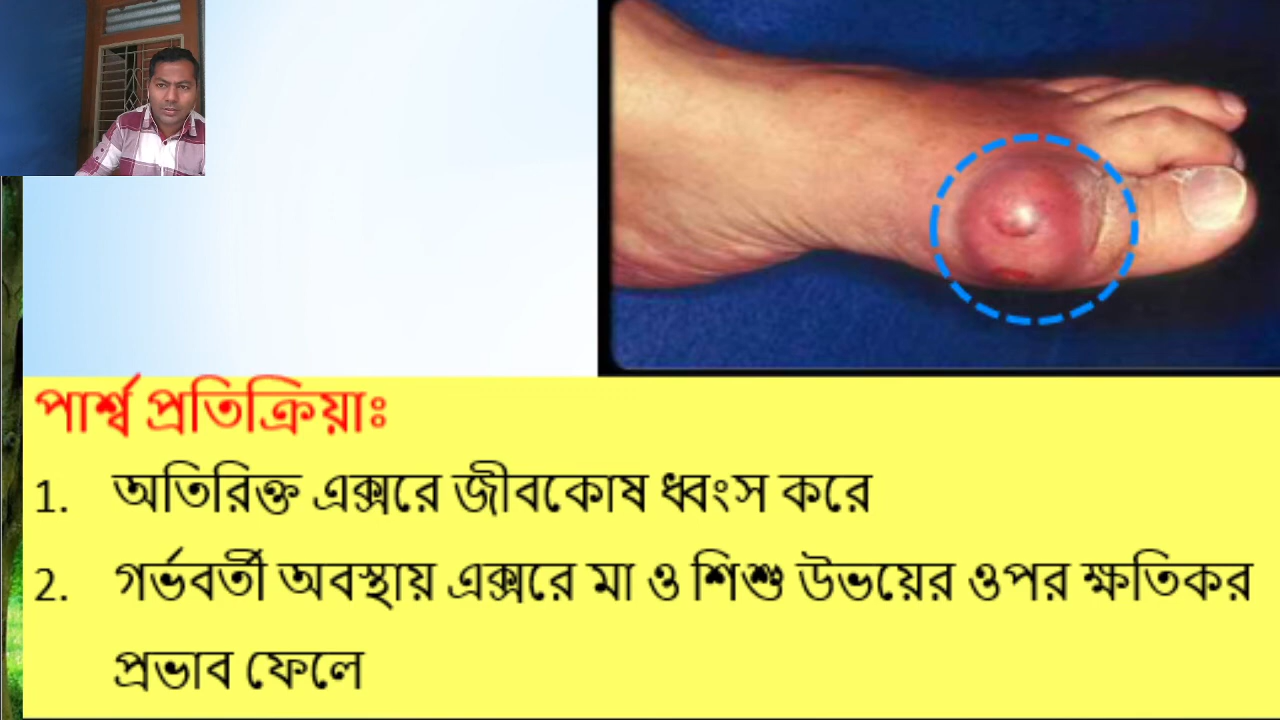 পার্শ্ব প্রতিক্রিয়াঃ
1. অতিরিক্ত এক্সরে জীবকোষ ধ্বংস করে
2. গর্ভবর্তী অবস্থায় এক্সরে মা ও শিশু উভয়ের ওপর ক্ষতিকর
প্রভাব ফেলে